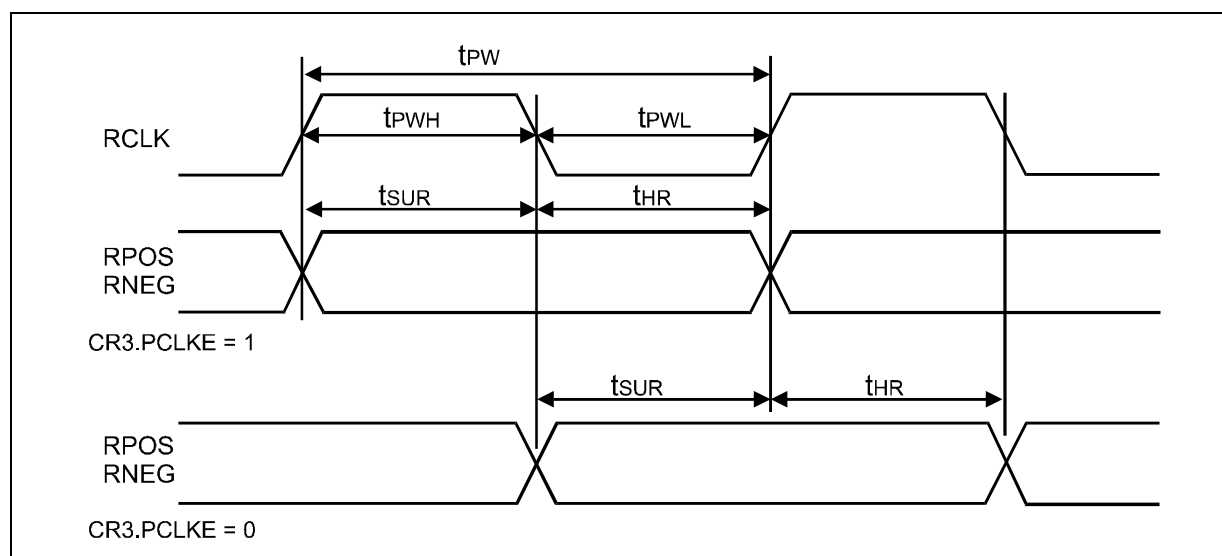 tPW
RCLK
tPWH
tPWL
tSUR
tHR
RPOS
RNEG
CR3.PCLKE = 1
tSUR
tHR
RPOS
RNEG
CR3.PCLKE = 0